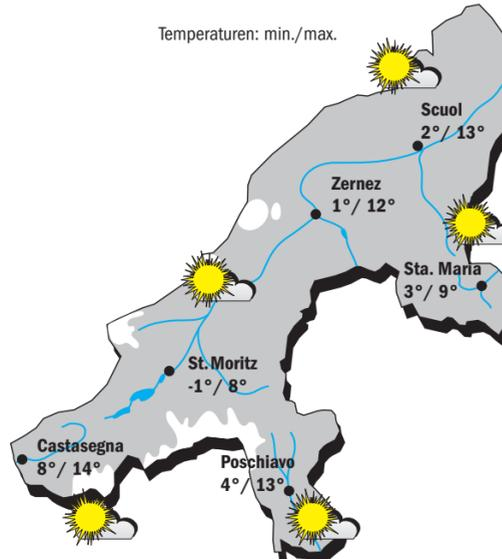 Temperaturen: min./max.
Scuol
2°/ 13°
Zernez
1°/ 12°
Sta. Maria
3°/ 9°
St. Moritz
-1°/ 8°
Castasegna
8°/ 14°
Poschiavo
4°/ 13°